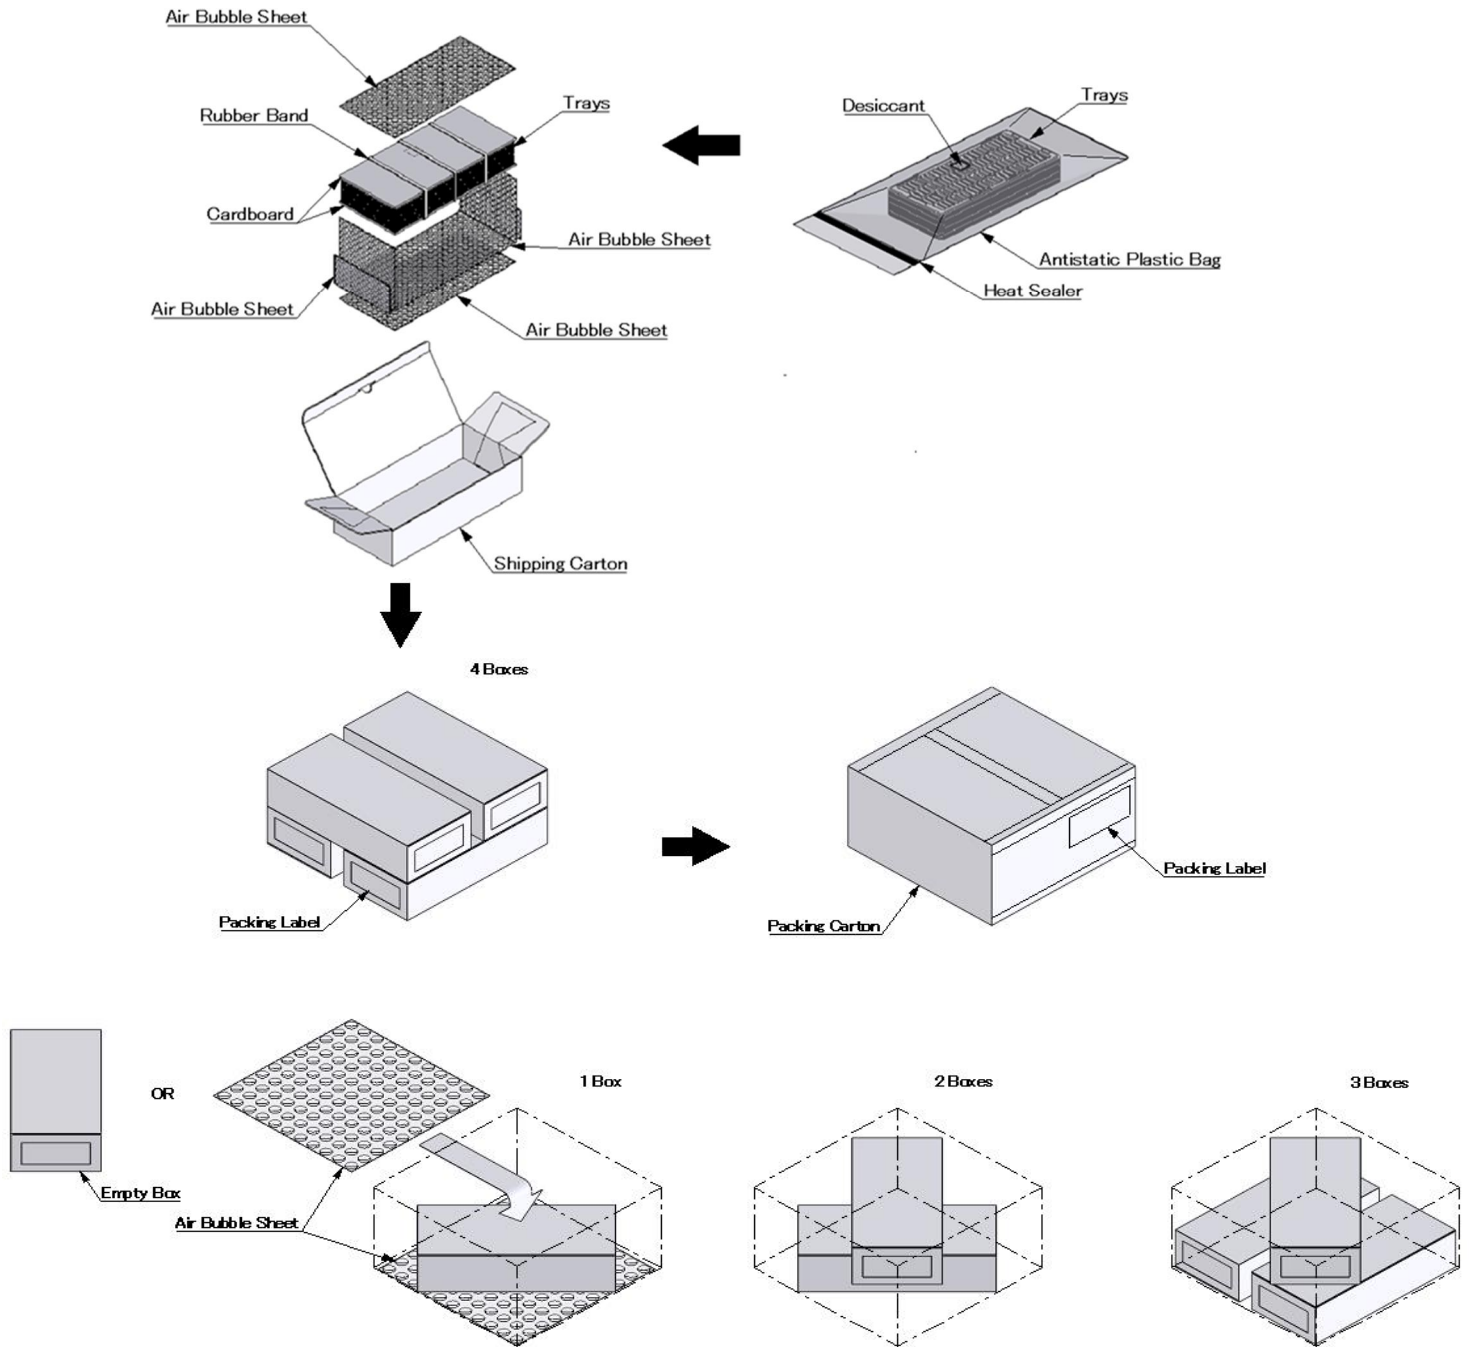 Air Bubble Sheet
Rubber Band
Trays
Cardboard
Air Bubble Sheet
Air Bubble Sheet
Air Bubble Sheet
Desiccant
Trays
Antistatic Plastic Bag
Heat Sealer
Shipping Carton
4 Boxes
Packing Label
Packing Label
Packing Carton
OR
1 Box
2 Boxes
3 Boxes
Empty Box
Air Bubble Sheet